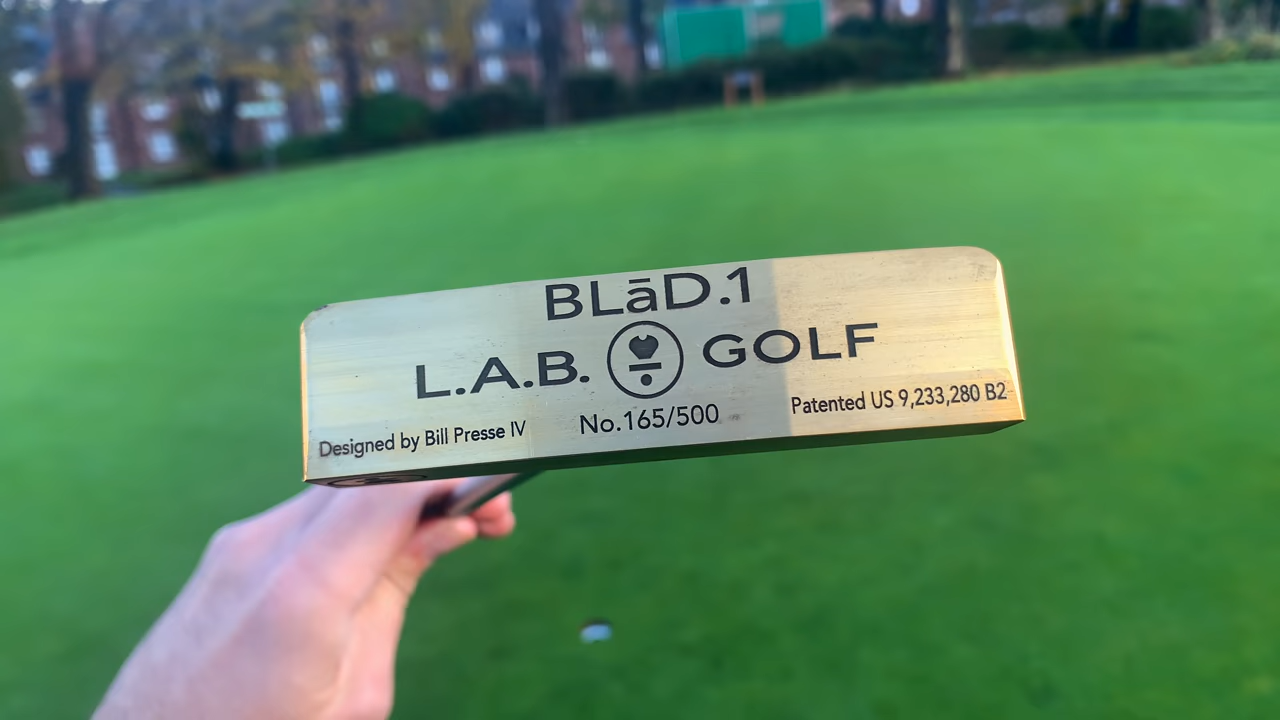 BLāD.1
L.A.B. GOLF
Designed by Bill Presse IV
No.165/500
Patented US 9,233,280 B2